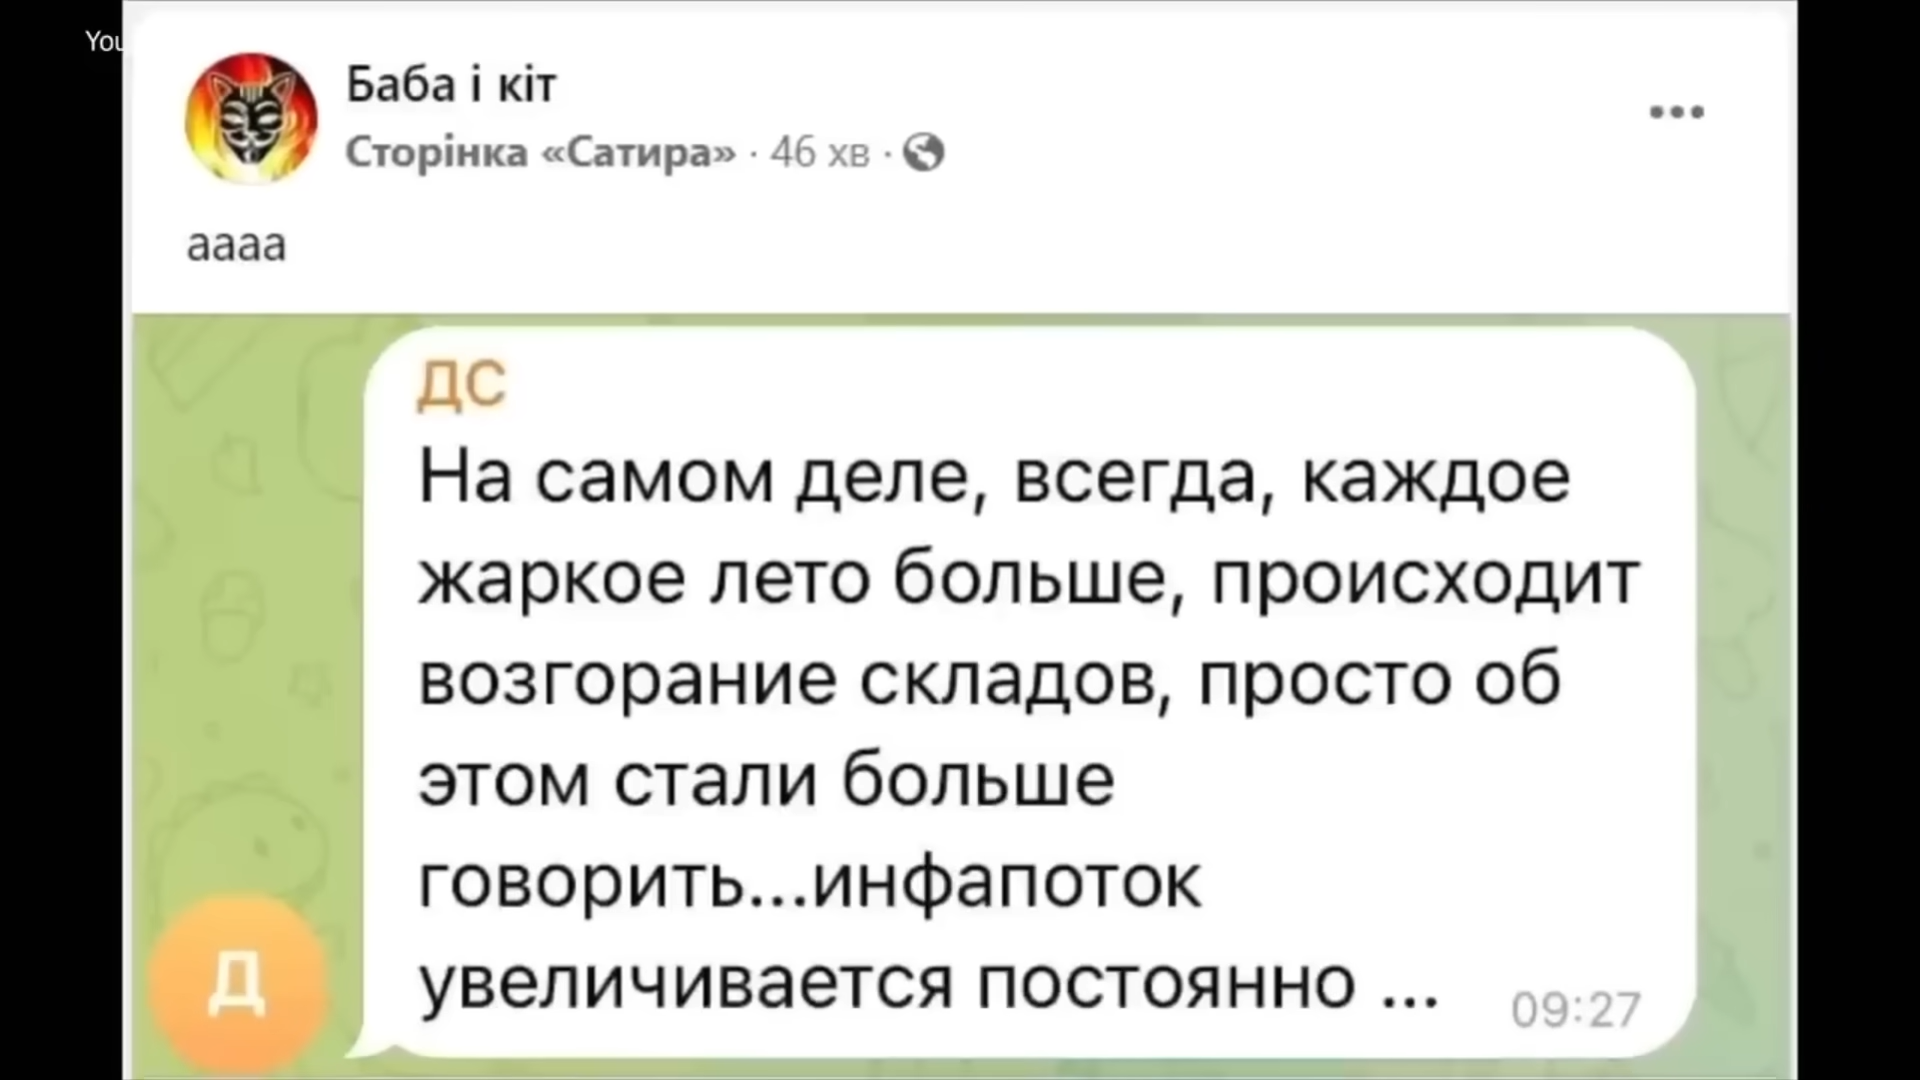 You
Баба і кіт
Сторінка «Сатира» · 46 хв ·
аааа
ДС
На самом деле, всегда, каждое
жаркое лето больше, происходит
возгорание складов, просто об
этом стали больше
говорить...инфапоток
увеличивается постоянно ...
09:27
Д